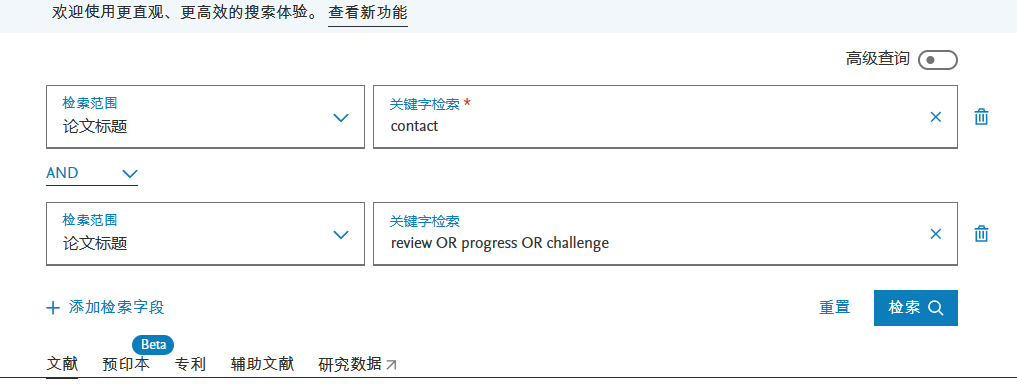 欢迎使用更直观、更高效的搜索体验。 查看新功能
高级查询
检索范围
论文标题
关键字检索 *
contact
AND
检索范围
论文标题
关键字检索
review OR progress OR challenge
添加检索字段
重置
检索
Beta
文献 预印本 专利 辅助文献 研究数据